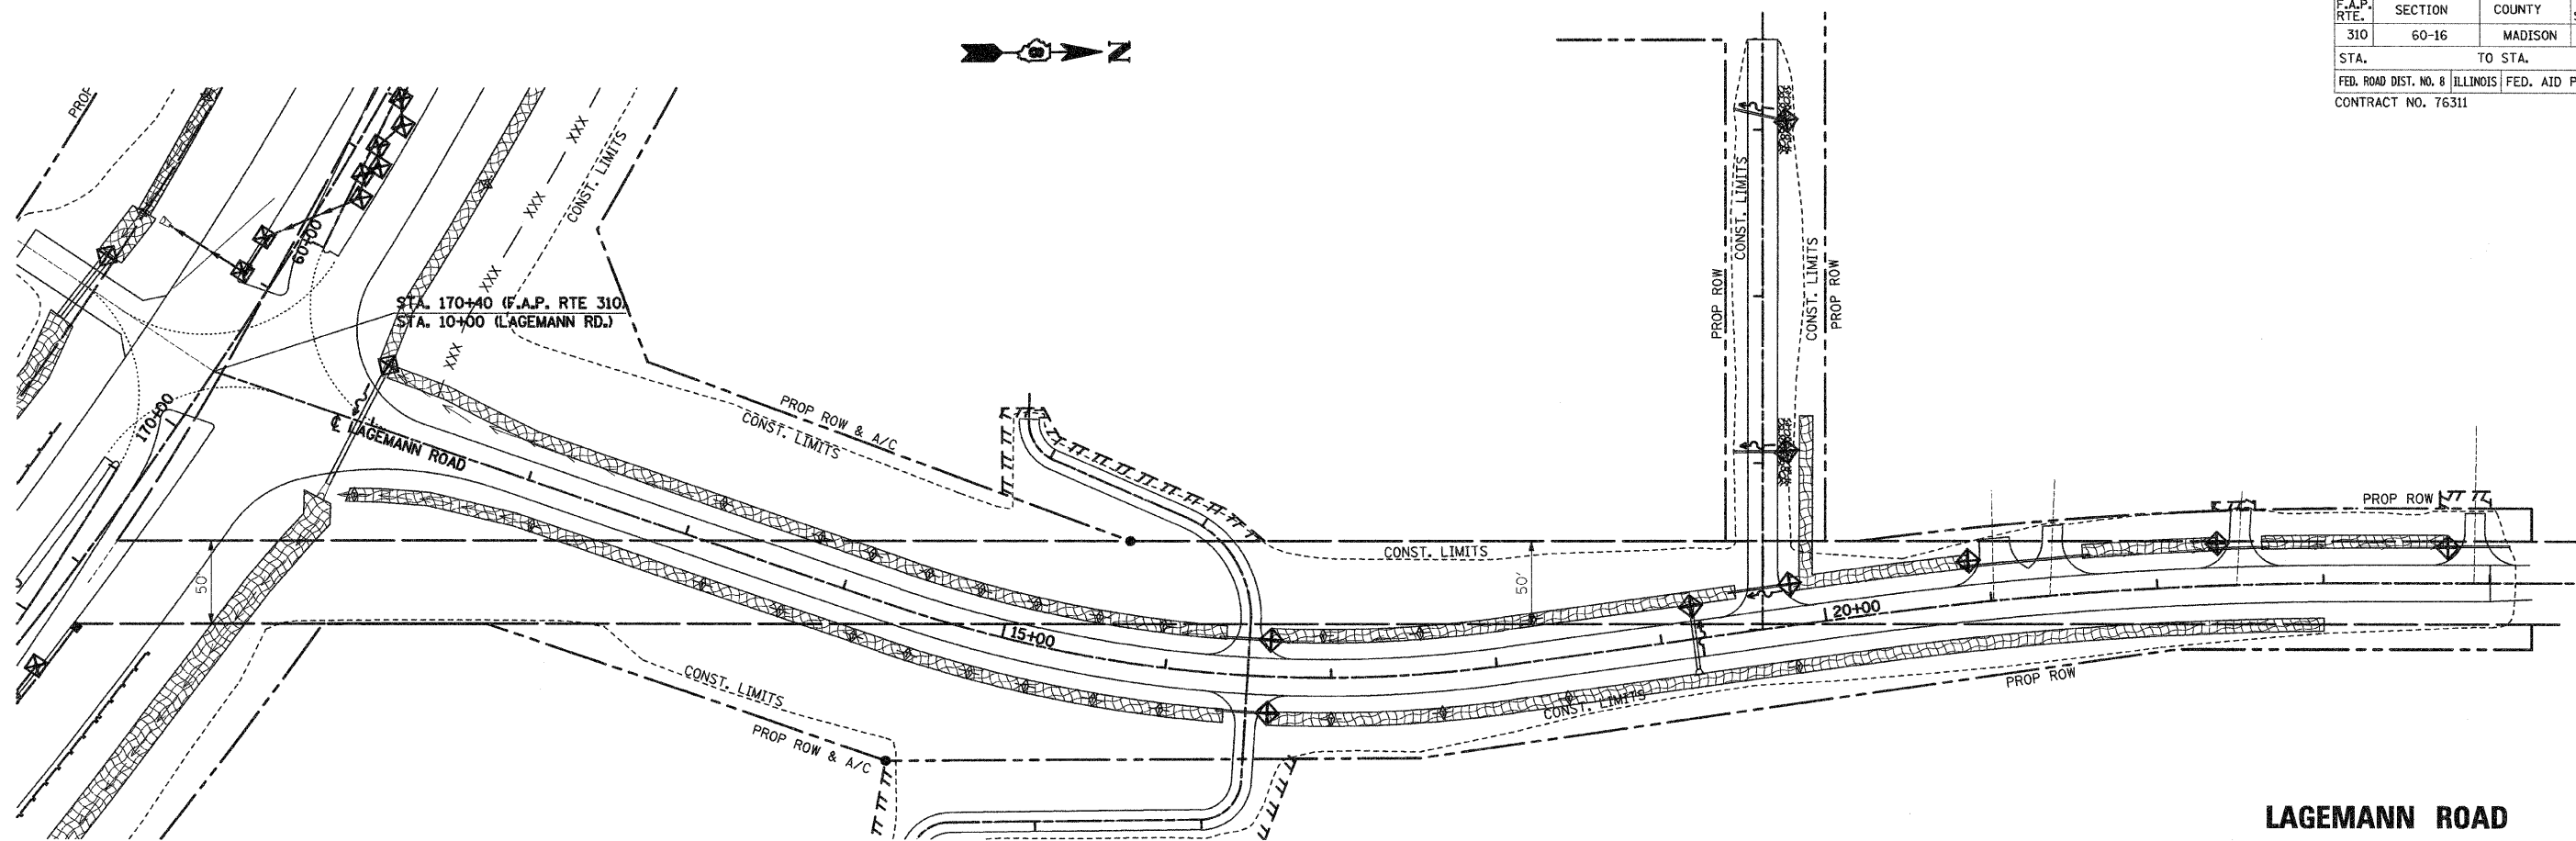 F.A.P. RTE. SECTION COUNTY
310 60-16 MADISON
STA. TO STA.
FED. ROAD DIST. NO. 8 ILLINOIS FED. AID P
CONTRACT NO. 76311
N
PROP
XXX
XXX
XXX
XXX
CONST. LIMITS
60+00
STA. 170+40 (F.A.P. RTE 310)
STA. 10+00 (LAGEMANN RD.)
170+00
℄ LAGEMANN ROAD
PROP ROW & A/C
CONST. LIMITS
CONST. LIMITS
PROP ROW
CONST. LIMITS
PROP ROW
PROP ROW
CONST. LIMITS
50'
50'
15+00
20+00
CONST. LIMITS
PROP ROW & A/C
CONST. LIMITS
PROP ROW
LAGEMANN ROAD